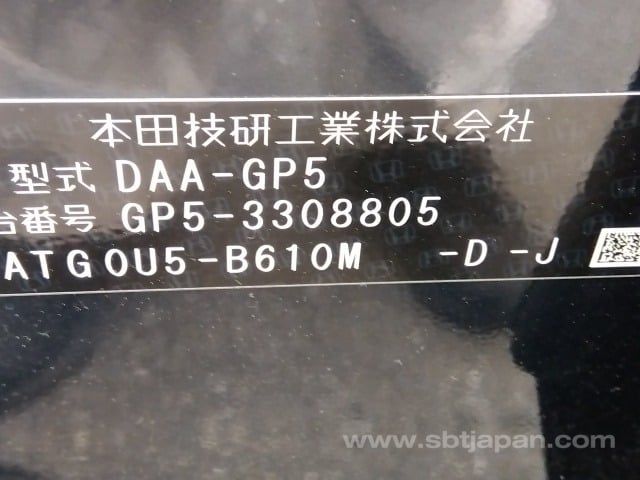 本田技研工業株式会社
型式 DAA-GP5
台番号 GP5-3308805
ATG0U5-B610M -D -J
www.sbtjapan.com